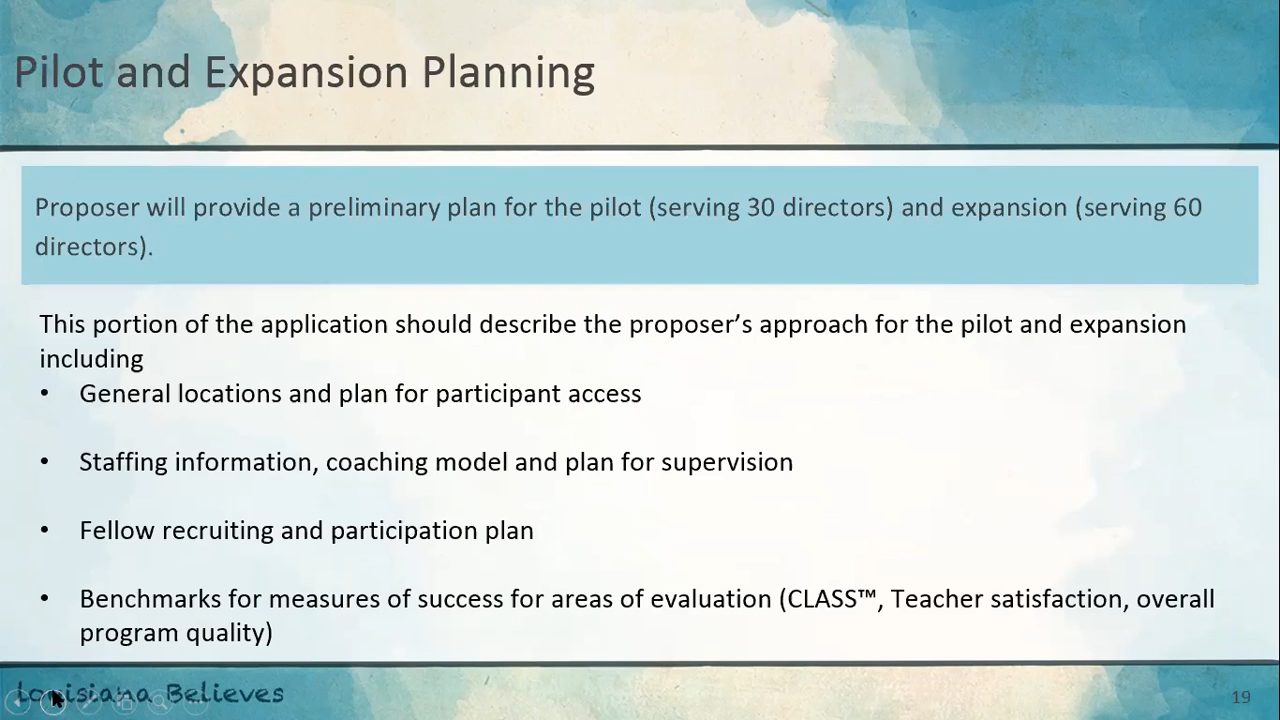 Pilot and Expansion Planning
Proposer will provide a preliminary plan for the pilot (serving 30 directors) and expansion (serving 60
directors).
This portion of the application should describe the proposer’s approach for the pilot and expansion
including
• General locations and plan for participant access
• Staffing information, coaching model and plan for supervision
• Fellow recruiting and participation plan
• Benchmarks for measures of success for areas of evaluation (CLASS™, Teacher satisfaction, overall
program quality)
Louisiana Believes
19